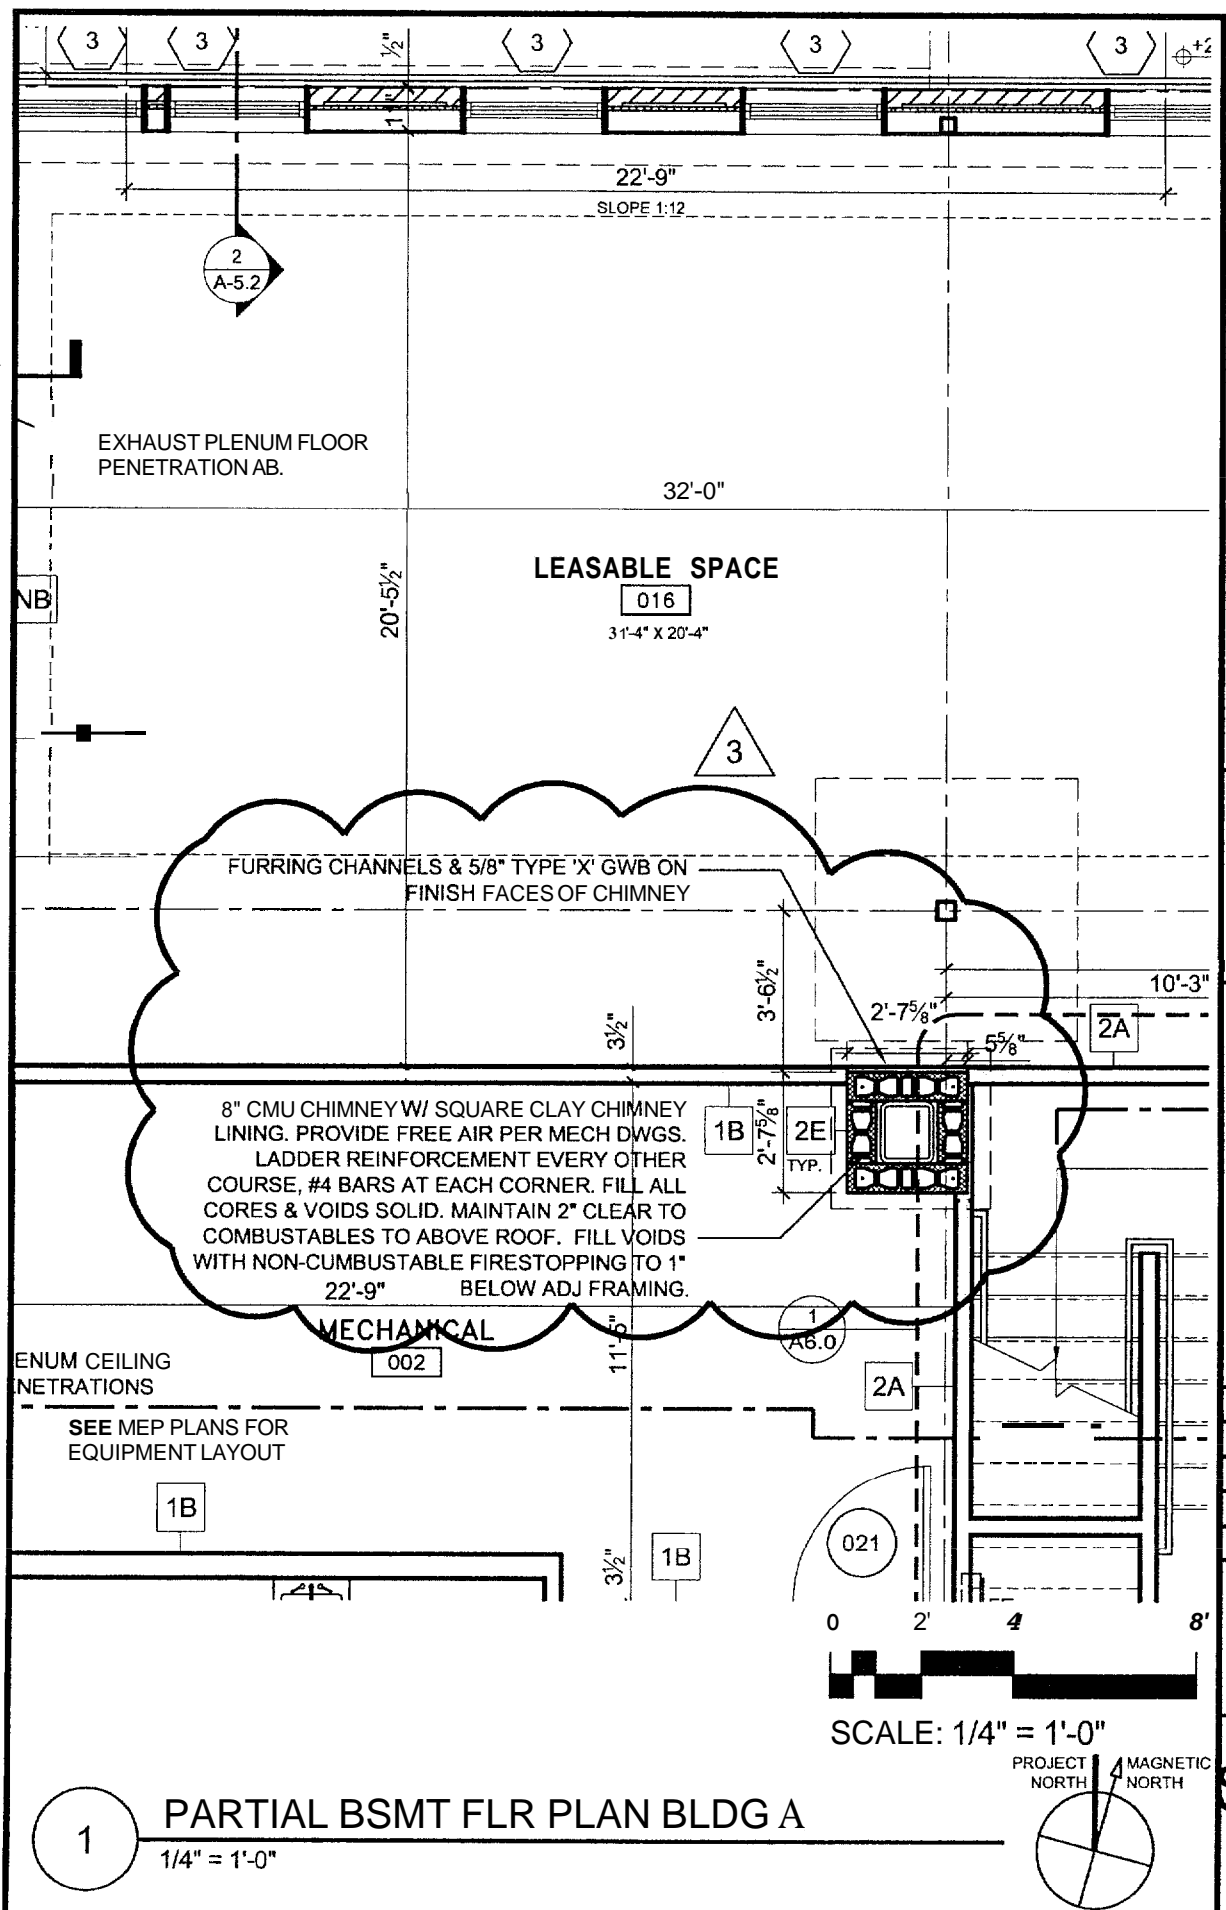 3
3
3
3
3
½"
+2
1
22'-9"
SLOPE 1:12
2
A-5.2
EXHAUST PLENUM FLOOR
PENETRATION AB.
32'-0"
LEASABLE SPACE
016
31'-4" X 20'-4"
NB
20'-5½"
3
FURRING CHANNELS & 5/8" TYPE 'X' GWB ON
FINISH FACES OF CHIMNEY
3'-6½"
10'-3"
2'-7⅝"
5⅝"
2A
3½"
8" CMU CHIMNEY W/ SQUARE CLAY CHIMNEY
LINING. PROVIDE FREE AIR PER MECH DWGS.
LADDER REINFORCEMENT EVERY OTHER
COURSE, #4 BARS AT EACH CORNER. FILL ALL
CORES & VOIDS SOLID. MAINTAIN 2" CLEAR TO
COMBUSTABLES TO ABOVE ROOF. FILL VOIDS
WITH NON-CUMBUSTABLE FIRESTOPPING TO 1"
BELOW ADJ FRAMING.
1B
2E
TYP.
2'-7⅝"
22'-9"
MECHANICAL
002
11'-5"
1
A6.0
ENUM CEILING
NETRATIONS
2A
SEE MEP PLANS FOR
EQUIPMENT LAYOUT
1B
1B
3½"
021
0 2' 4' 8'
SCALE: 1/4" = 1'-0"
PROJECT
NORTH
MAGNETIC
NORTH
1
PARTIAL BSMT FLR PLAN BLDG A
1/4" = 1'-0"